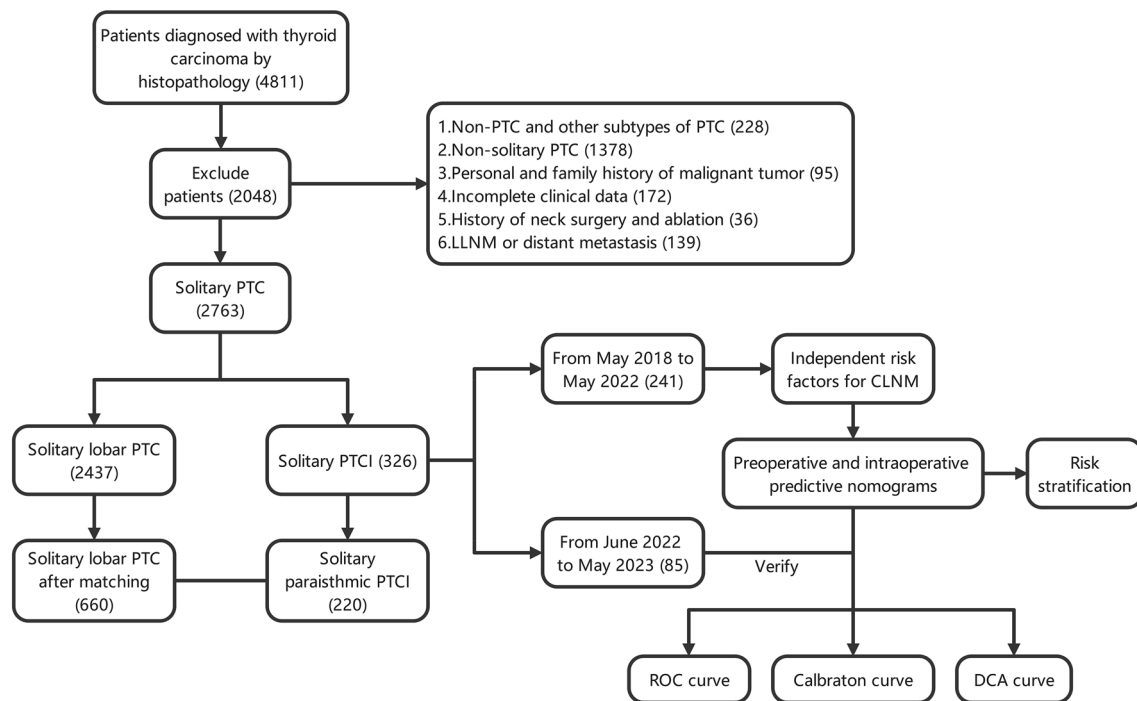 Patients diagnosed with thyroid
carcinoma by
histopathology (4811)
Exclude
patients (2048)
1.Non-PTC and other subtypes of PTC (228)
2.Non-solitary PTC (1378)
3.Personal and family history of malignant tumor (95)
4.Incomplete clinical data (172)
5.History of neck surgery and ablation (36)
6.LLNM or distant metastasis (139)
Solitary PTC
(2763)
Solitary lobar PTC
(2437)
Solitary PTCI (326)
Solitary lobar PTC
after matching
(660)
Solitary
paraisthmic PTCI
(220)
From May 2018 to
May 2022 (241)
Independent risk
factors for CLNM
Preoperative and intraoperative
predictive nomograms
Risk
stratification
From June 2022
to May 2023 (85)
Verify
ROC curve
Calbraton curve
DCA curve